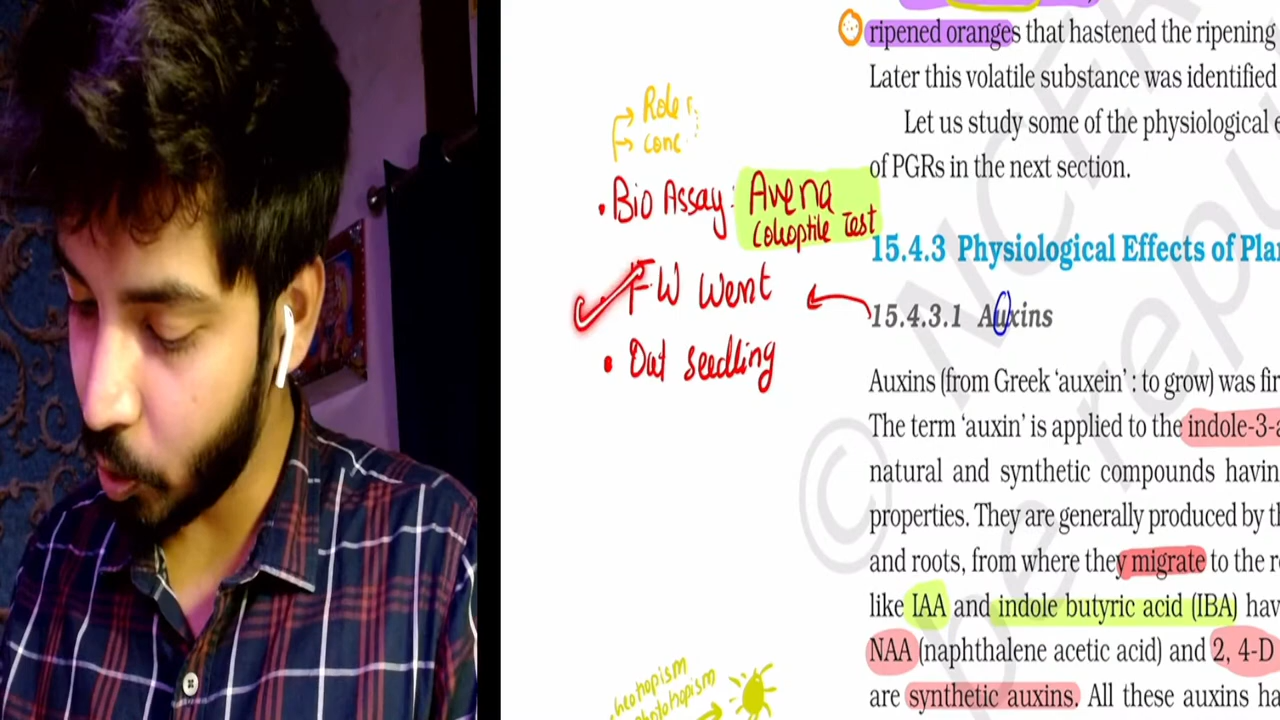 ripened oranges that hastened the ripening
Later this volatile substance was identified
Let us study some of the physiological e
of PGRs in the next section.
Role
conc
• Bio Assay: Avena
Coleoptile Test
15.4.3 Physiological Effects of Pla
• FW Went
15.4.3.1 Auxins
• Oat seedling
Auxins (from Greek ‘auxein’ : to grow) was fir
The term ‘auxin’ is applied to the indole-3-a
natural and synthetic compounds havin
properties. They are generally produced by th
and roots, from where they migrate to the r
like IAA and indole butyric acid (IBA) hav
NAA (naphthalene acetic acid) and 2, 4-D
are synthetic auxins. All these auxins ha
phototropism
© NCE
be repu